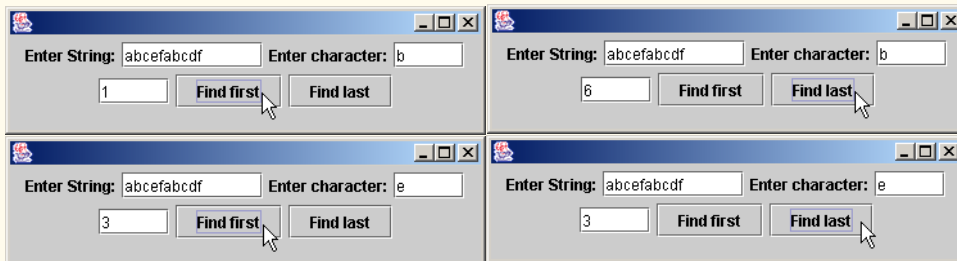 Enter String: abcefabcdf Enter character: b
1 Find first Find last
Enter String: abcefabcdf Enter character: b
6 Find first Find last
Enter String: abcefabcdf Enter character: e
3 Find first Find last
Enter String: abcefabcdf Enter character: e
3 Find first Find last